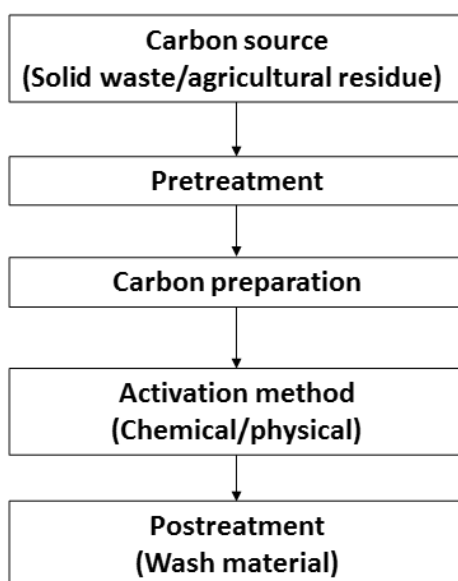 Carbon source
(Solid waste/agricultural residue)
Pretreatment
Carbon preparation
Activation method
(Chemical/physical)
Postreatment
(Wash material)